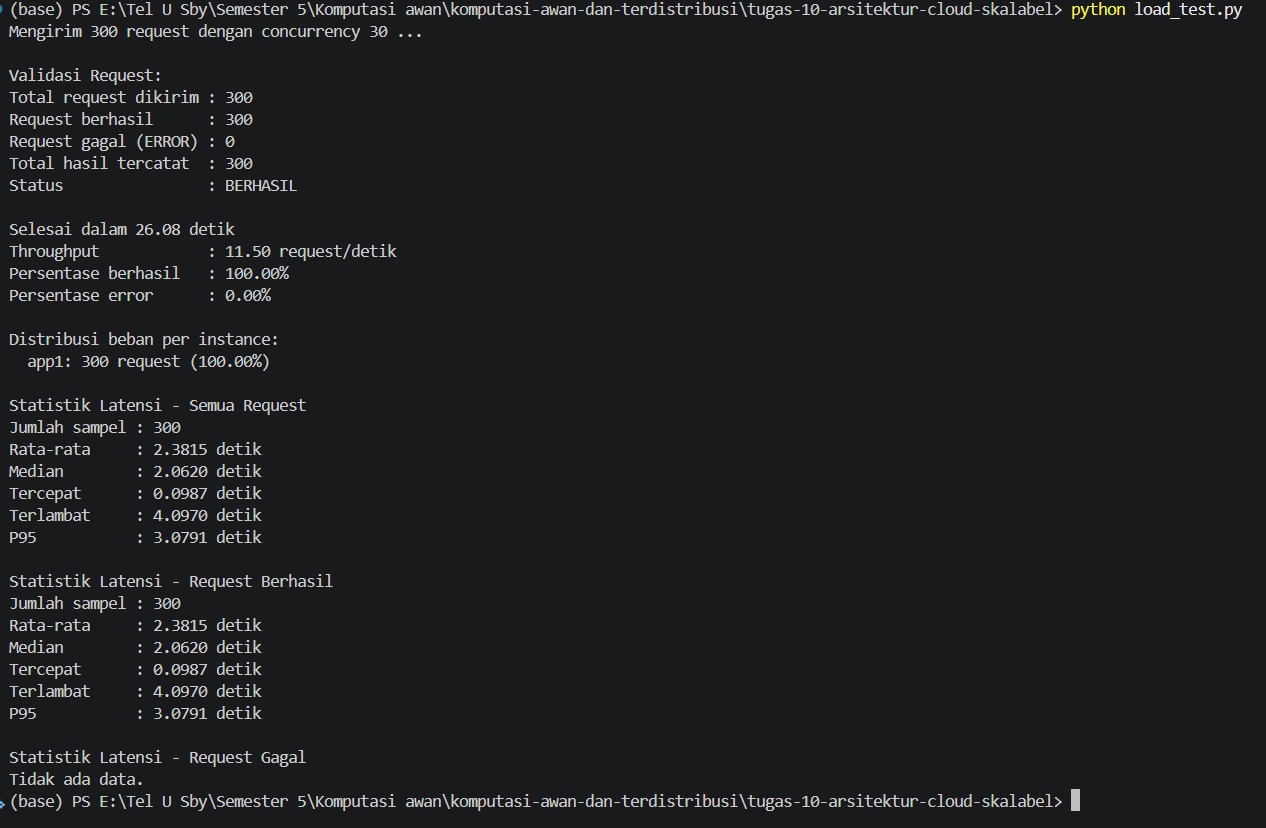 (base) PS E:\Tel U Sby\Semester 5\Komputasi awan\komputasi-awan-dan-terdistribusi\tugas-10-arsitektur-cloud-skalabel> python load_test.py
Mengirim 300 request dengan concurrency 30 ...
Validasi Request:
Total request dikirim : 300
Request berhasil      : 300
Request gagal (ERROR) : 0
Total hasil tercatat  : 300
Status                : BERHASIL
Selesai dalam 26.08 detik
Throughput            : 11.50 request/detik
Persentase berhasil   : 100.00%
Persentase error      : 0.00%
Distribusi beban per instance:
  app1: 300 request (100.00%)
Statistik Latensi - Semua Request
Jumlah sampel : 300
Rata-rata     : 2.3815 detik
Median        : 2.0620 detik
Tercepat      : 0.0987 detik
Terlambat     : 4.0970 detik
P95           : 3.0791 detik
Statistik Latensi - Request Berhasil
Jumlah sampel : 300
Rata-rata     : 2.3815 detik
Median        : 2.0620 detik
Tercepat      : 0.0987 detik
Terlambat     : 4.0970 detik
P95           : 3.0791 detik
Statistik Latensi - Request Gagal
Tidak ada data.
(base) PS E:\Tel U Sby\Semester 5\Komputasi awan\komputasi-awan-dan-terdistribusi\tugas-10-arsitektur-cloud-skalabel>